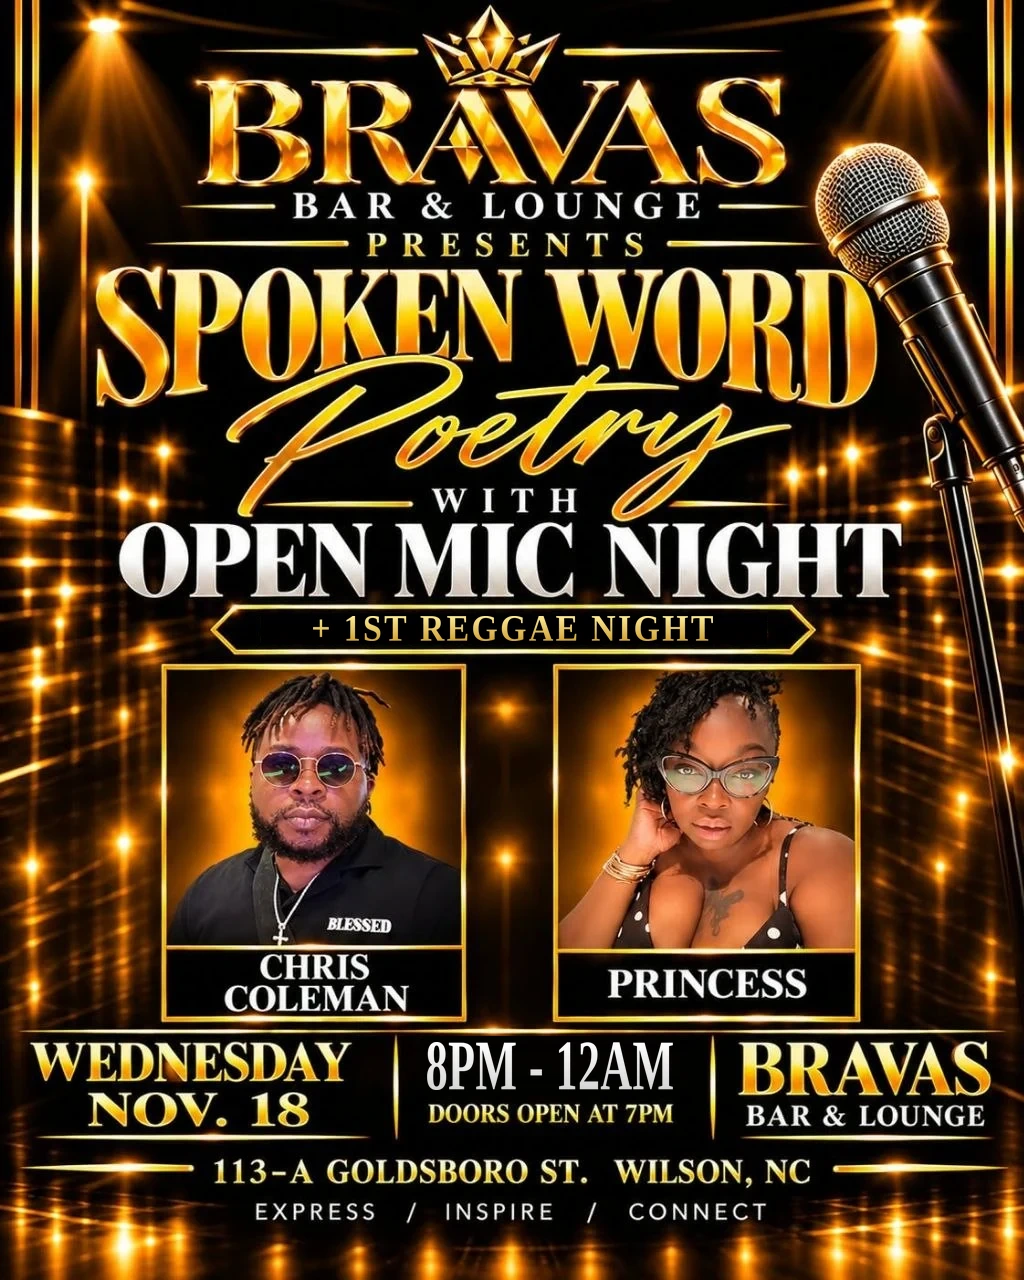 BRAVAS
BAR & LOUNGE
PRESENTS
SPOKEN WORD
Poetry
WITH
OPEN MIC NIGHT
+ 1ST REGGAE NIGHT
BLESSED
CHRIS
COLEMAN
PRINCESS
WEDNESDAY
NOV. 18
8PM - 12AM
DOORS OPEN AT 7PM
BRAVAS
BAR & LOUNGE
113-A GOLDSBORO ST. WILSON, NC
EXPRESS / INSPIRE / CONNECT